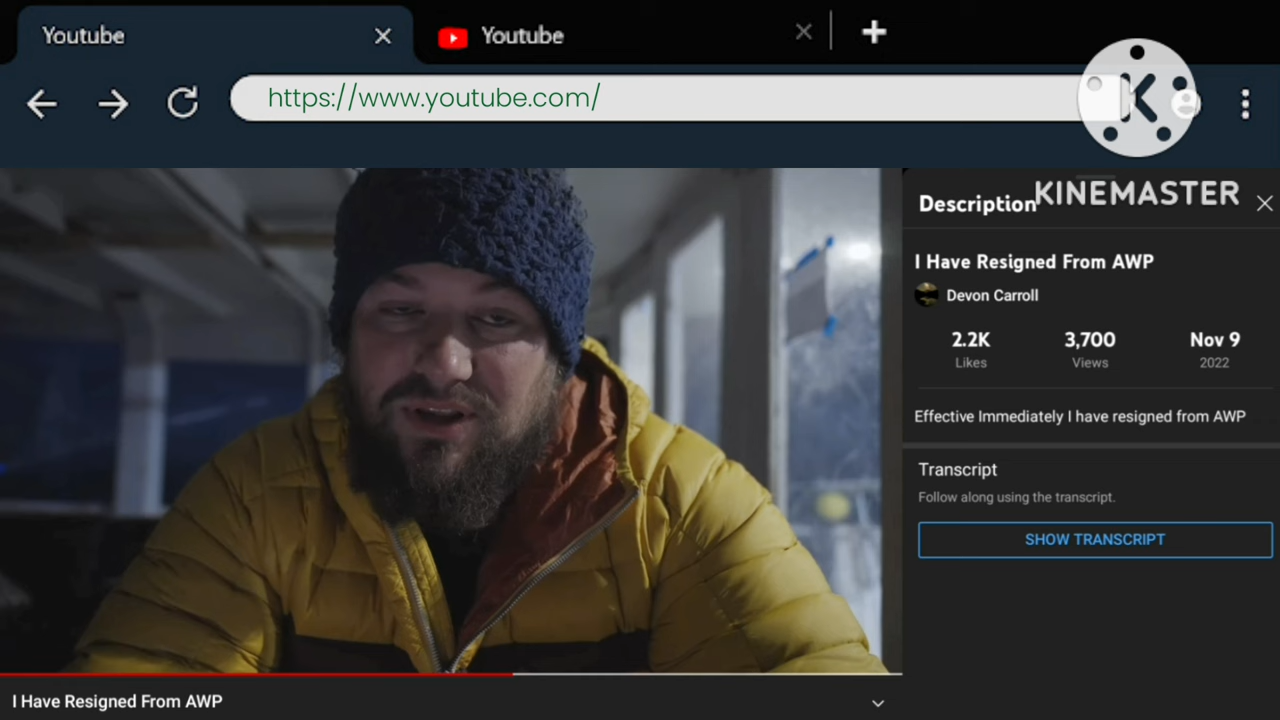 Youtube
Youtube
https://www.youtube.com/
K
KINEMASTER
Description
I Have Resigned From AWP
Devon Carroll
2.2K 3,700 Nov 9
Likes Views 2022
Effective Immediately I have resigned from AWP
Transcript
Follow along using the transcript.
SHOW TRANSCRIPT
I Have Resigned From AWP